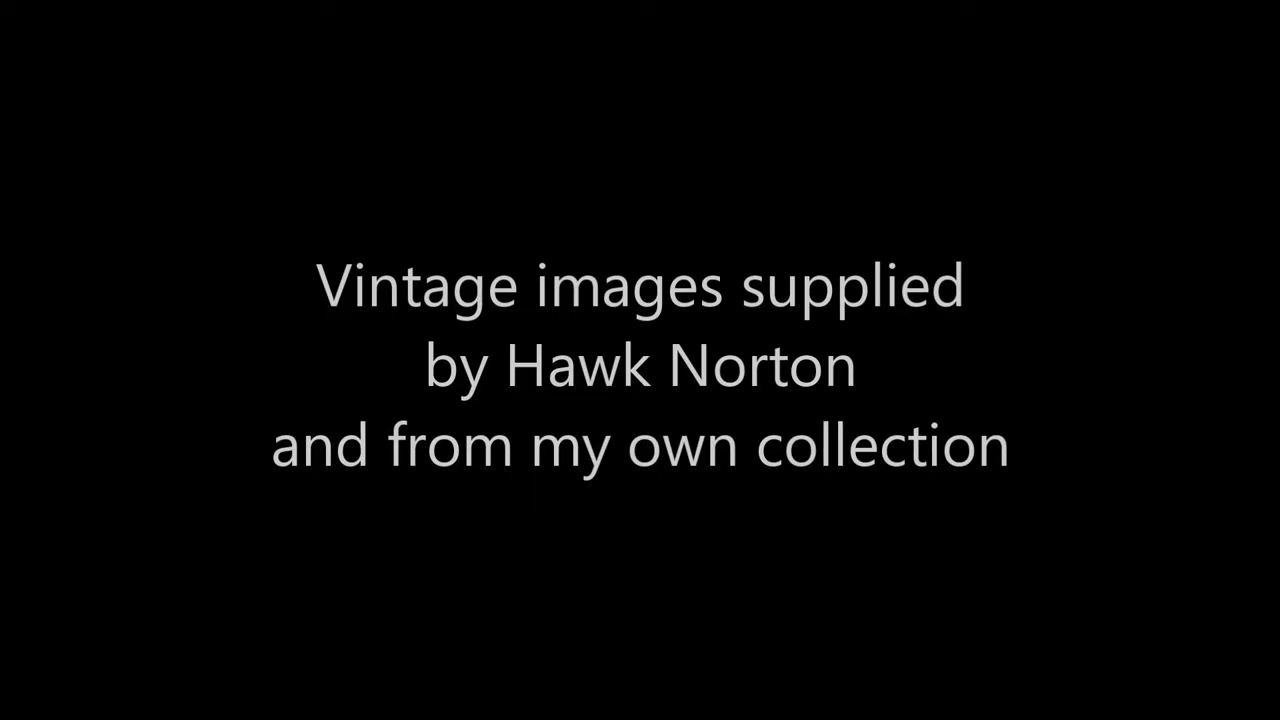 Vintage images supplied
by Hawk Norton
and from my own collection